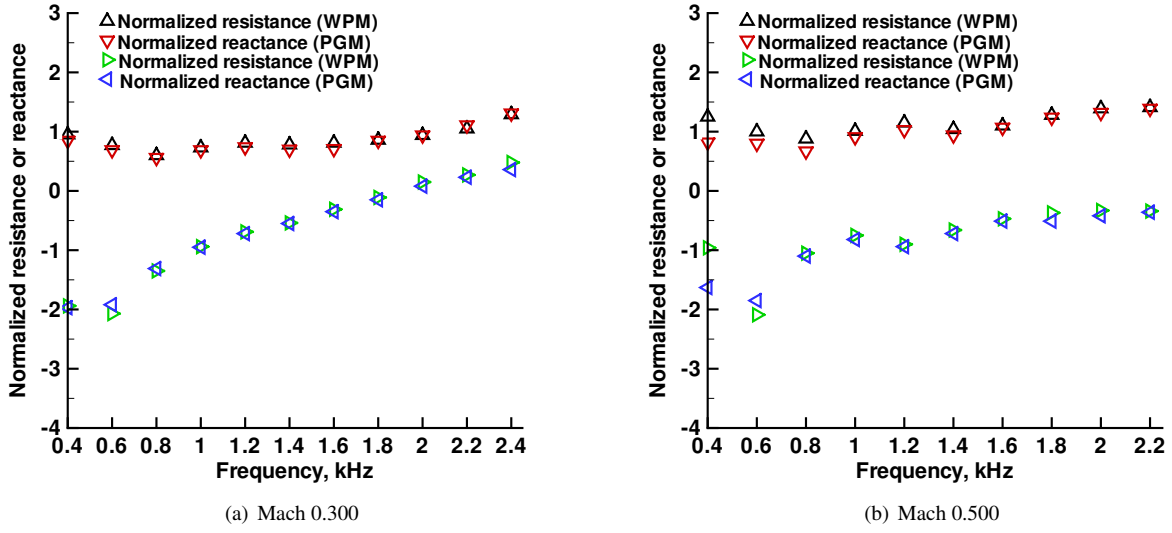 3
2
1
0
-1
-2
-3
-4
Normalized resistance or reactance
Normalized resistance (WPM)
Normalized reactance (PGM)
Normalized resistance (WPM)
Normalized reactance (PGM)
0.4 0.6 0.8 1 1.2 1.4 1.6 1.8 2 2.2 2.4
Frequency, kHz
(a) Mach 0.300
3
2
1
0
-1
-2
-3
-4
Normalized resistance or reactance
Normalized resistance (WPM)
Normalized reactance (PGM)
Normalized resistance (WPM)
Normalized reactance (PGM)
0.4 0.6 0.8 1 1.2 1.4 1.6 1.8 2 2.2
Frequency, kHz
(b) Mach 0.500